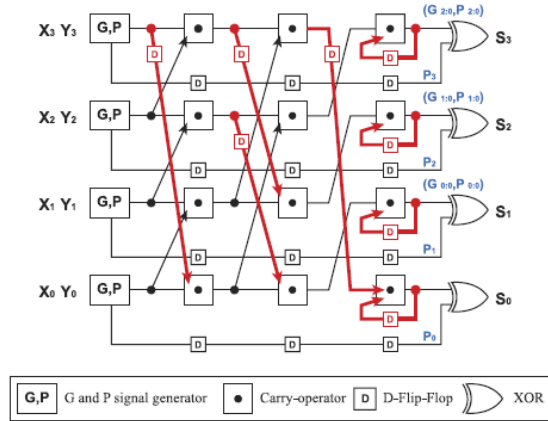 (G 2:0,P 2:0)
X3 Y3 G,P S3
D D D
D
D D D
P3
(G 1:0,P 1:0)
X2 Y2 G,P S2
D D
D D D
P2
(G 0:0,P 0:0)
X1 Y1 G,P S1
D
D D D
P1
X0 Y0 G,P S0
D
P0
D D D
G,P G and P signal generator Carry-operator D D-Flip-Flop XOR